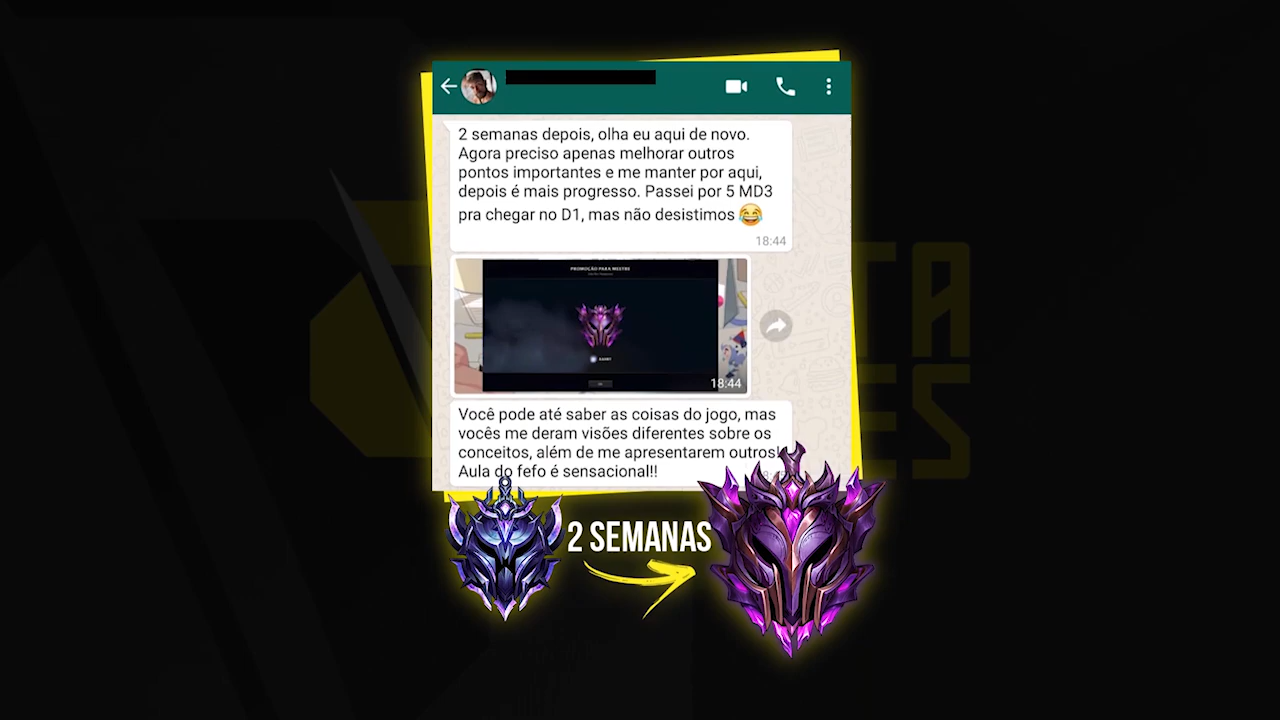 2 semanas depois, olha eu aqui de novo.
Agora preciso apenas melhorar outros
pontos importantes e me manter por aqui,
depois é mais progresso. Passei por 5 MD3
pra chegar no D1, mas não desistimos 😂
18:44
PROMOÇÃO PARA MESTRE
18:44
Você pode até saber as coisas do jogo, mas
vocês me deram visões diferentes sobre os
conceitos, além de me apresentarem outros!
Aula do fefo é sensacional!!
2 SEMANAS